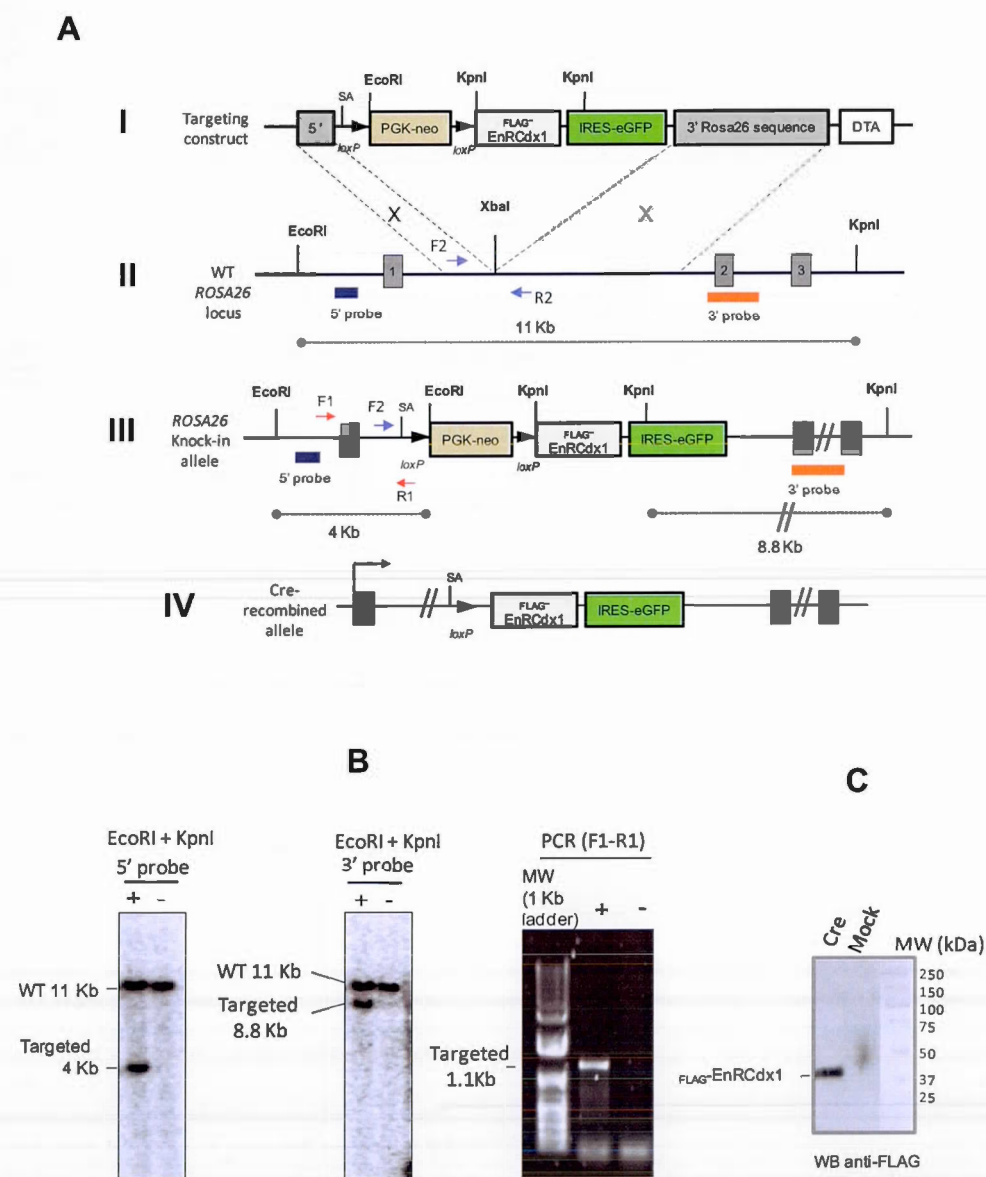 A
I
Targeting
construct
EcoRI
KpnI
KpnI
SA
5'
loxP
PGK-neo
loxP
FLAG-
EnRCdx1
IRES-eGFP
3' Rosa26 sequence
DTA
X
X
XbaI
EcoRI
KpnI
F2
II
WT
ROSA26
locus
1
2
3
R2
5' probe
3' probe
11 Kb
EcoRI
EcoRI
KpnI
KpnI
KpnI
F1
F2
SA
III
ROSA26
Knock-in
allele
PGK-neo
FLAG-
EnRCdx1
IRES-eGFP
loxP
loxP
5' probe
R1
3' probe
4 Kb
8.8 Kb
IV
Cre-
recombined
allele
SA
loxP
FLAG-
EnRCdx1
IRES-eGFP
B
C
EcoRI + KpnI
5' probe
+ -
WT 11 Kb
Targeted
4 Kb
EcoRI + KpnI
3' probe
+ -
WT 11 Kb
Targeted
8.8 Kb
PCR (F1-R1)
MW
(1 Kb
ladder)
+ -
Targeted
1.1Kb
Cre
Mock
MW (kDa)
250
150
100
75
50
37
25
FLAG-EnRCdx1
WB anti-FLAG